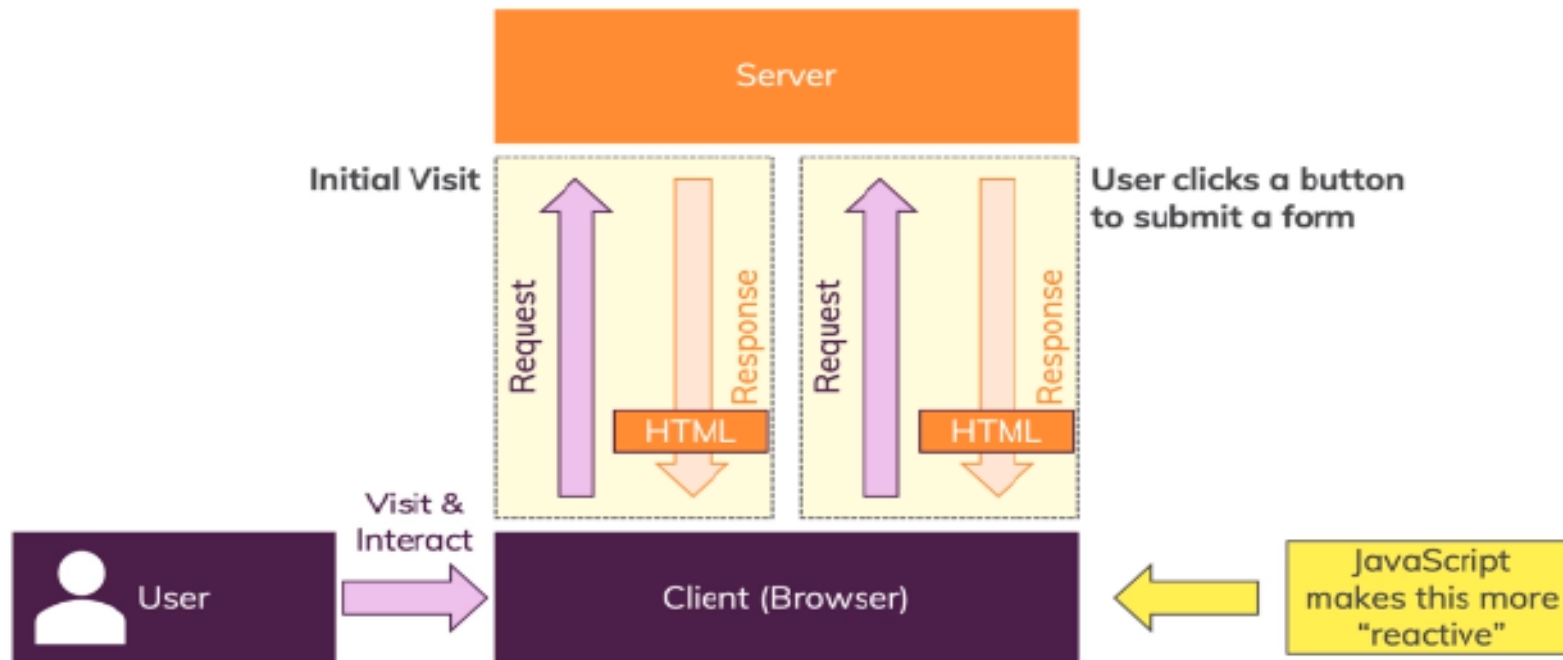 Server
Initial Visit
User clicks a button
to submit a form
Request
Response
HTML
Request
Response
HTML
Visit &
Interact
User
Client (Browser)
JavaScript
makes this more
“reactive”